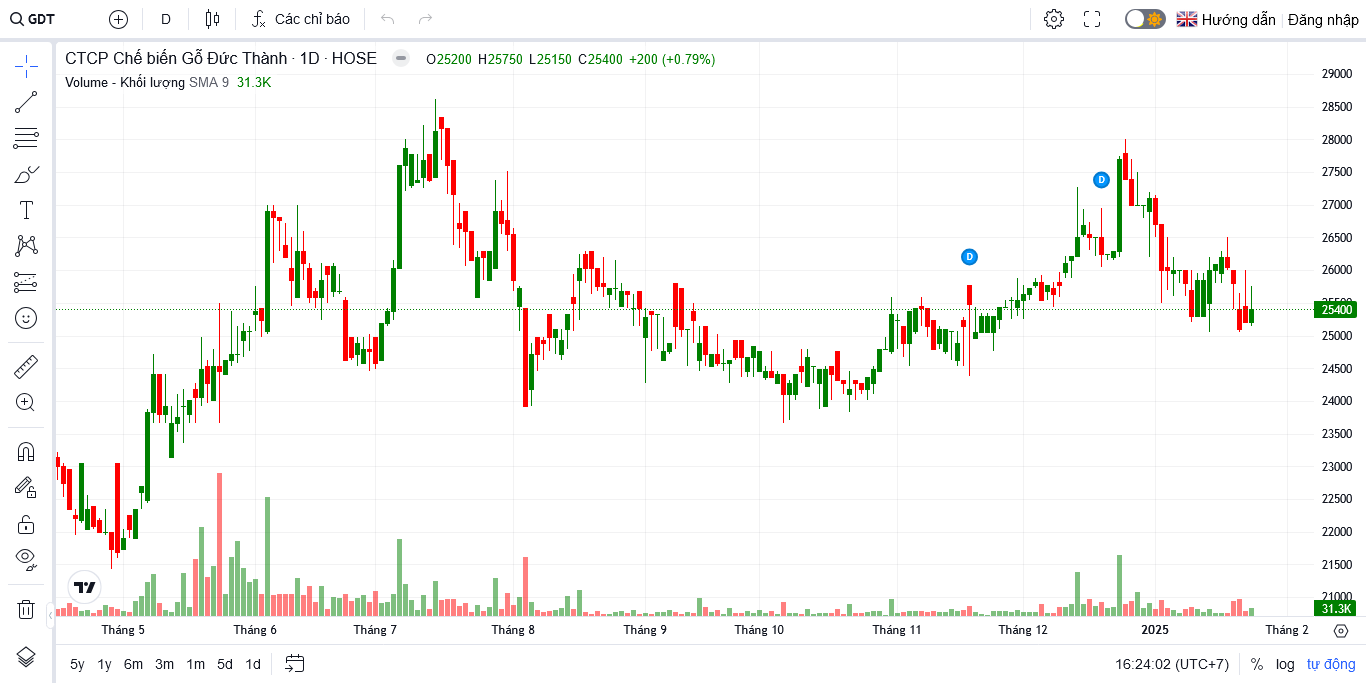 GDT D Các chỉ báo Hướng dẫn Đăng nhập
CTCP Chế biến Gỗ Đức Thành · 1D · HOSE O25200 H25750 L25150 C25400 +200 (+0.79%)
Volume - Khối lượng SMA 9 31.3K
29000
28500
28000
27500
27000
26500
26000
25500
25400
25000
24500
24000
23500
23000
22500
22000
21500
21000
31.3K
D
D
Tháng 5 Tháng 6 Tháng 7 Tháng 8 Tháng 9 Tháng 10 Tháng 11 Tháng 12 2025 Tháng 2
5y 1y 6m 3m 1m 5d 1d 16:24:02 (UTC+7) % log tự động